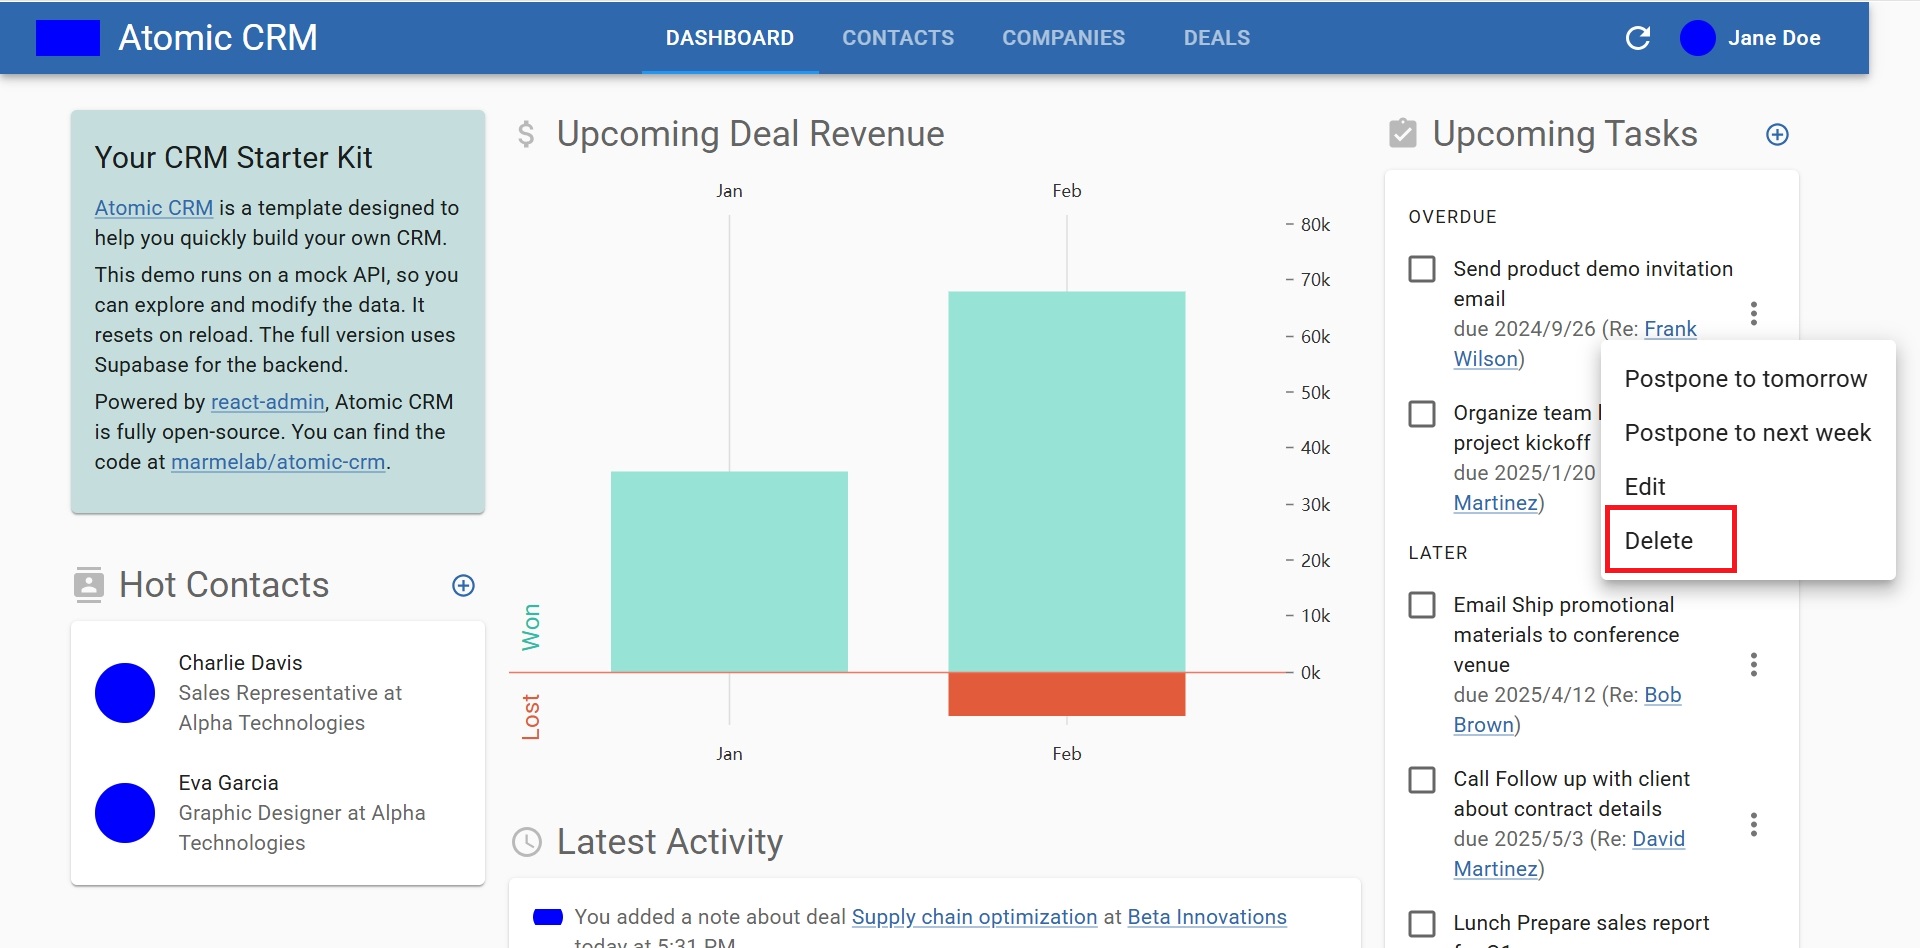 Atomic CRM
DASHBOARD
CONTACTS
COMPANIES
DEALS
Jane Doe
Your CRM Starter Kit
Atomic CRM is a template designed to
help you quickly build your own CRM.
This demo runs on a mock API, so you
can explore and modify the data. It
resets on reload. The full version uses
Supabase for the backend.
Powered by react-admin, Atomic CRM
is fully open-source. You can find the
code at marmelab/atomic-crm.
Hot Contacts
Charlie Davis
Sales Representative at
Alpha Technologies
Eva Garcia
Graphic Designer at Alpha
Technologies
$ Upcoming Deal Revenue
Jan
Feb
80k
70k
60k
50k
40k
30k
20k
10k
0k
Won
Lost
Jan
Feb
Latest Activity
You added a note about deal Supply chain optimization at Beta Innovations
today at 5:31 PM
Upcoming Tasks
OVERDUE
Send product demo invitation
email
due 2024/9/26 (Re: Frank
Wilson)
Organize team
project kickoff
due 2025/1/20
Martinez)
Postpone to tomorrow
Postpone to next week
Edit
Delete
LATER
Email Ship promotional
materials to conference
venue
due 2025/4/12 (Re: Bob
Brown)
Call Follow up with client
about contract details
due 2025/5/3 (Re: David
Martinez)
Lunch Prepare sales report